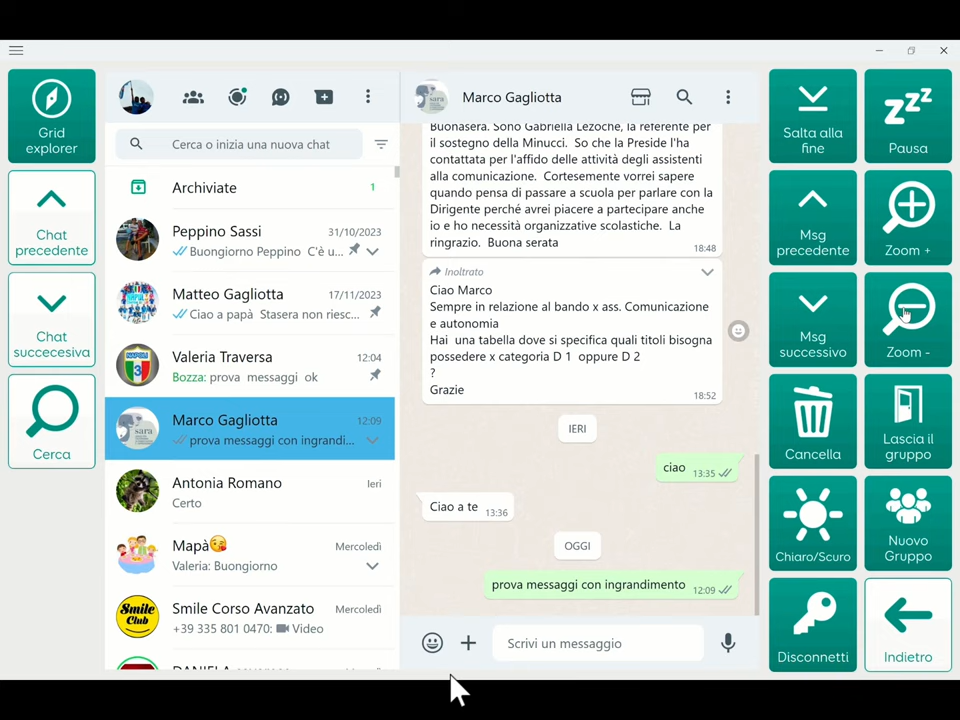 Grid
explorer
Chat
precedente
Chat
succecesiva
Cerca
Cerca o inizia una nuova chat
Archiviate
1
Peppino Sassi
31/10/2023
Buongiorno Peppino C'è u...
Matteo Gagliotta
17/11/2023
Ciao a papà Stasera non riesc...
Valeria Traversa
12:04
Bozza: prova messaggi ok
Marco Gagliotta
12:09
prova messaggi con ingrandi...
Antonia Romano
Ieri
Certo
Mapà
Mercoledì
Valeria: Buongiorno
Smile Corso Avanzato
Mercoledì
+39 335 801 0470: Video
Marco Gagliotta
Buonasera. Sono Gabriella Lezoche, la referente per
il sostegno della Minucci. So che la Preside l'ha
contattata per l'affido delle attività degli assistenti
alla comunicazione. Cortesemente vorrei sapere
quando pensa di passare a scuola per parlare con la
Dirigente perché avrei piacere a partecipare anche
io e ho necessità organizzative scolastiche. La
ringrazio. Buona serata
18:48
Inoltrato
Ciao Marco
Sempre in relazione al bando x ass. Comunicazione
e autonomia
Hai una tabella dove si specifica quali titoli bisogna
possedere x categoria D 1 oppure D 2
?
Grazie
18:52
IERI
ciao 13:35
Ciao a te 13:36
OGGI
prova messaggi con ingrandimento 12:09
Scrivi un messaggio
Salta alla
fine
zzz
Pausa
Msg
precedente
Zoom +
Msg
successivo
Zoom -
Cancella
Lascia il
gruppo
Chiaro/Scuro
Nuovo
Gruppo
Disconnetti
Indietro
sara
sara
NAPOLI
3
Smile
Club